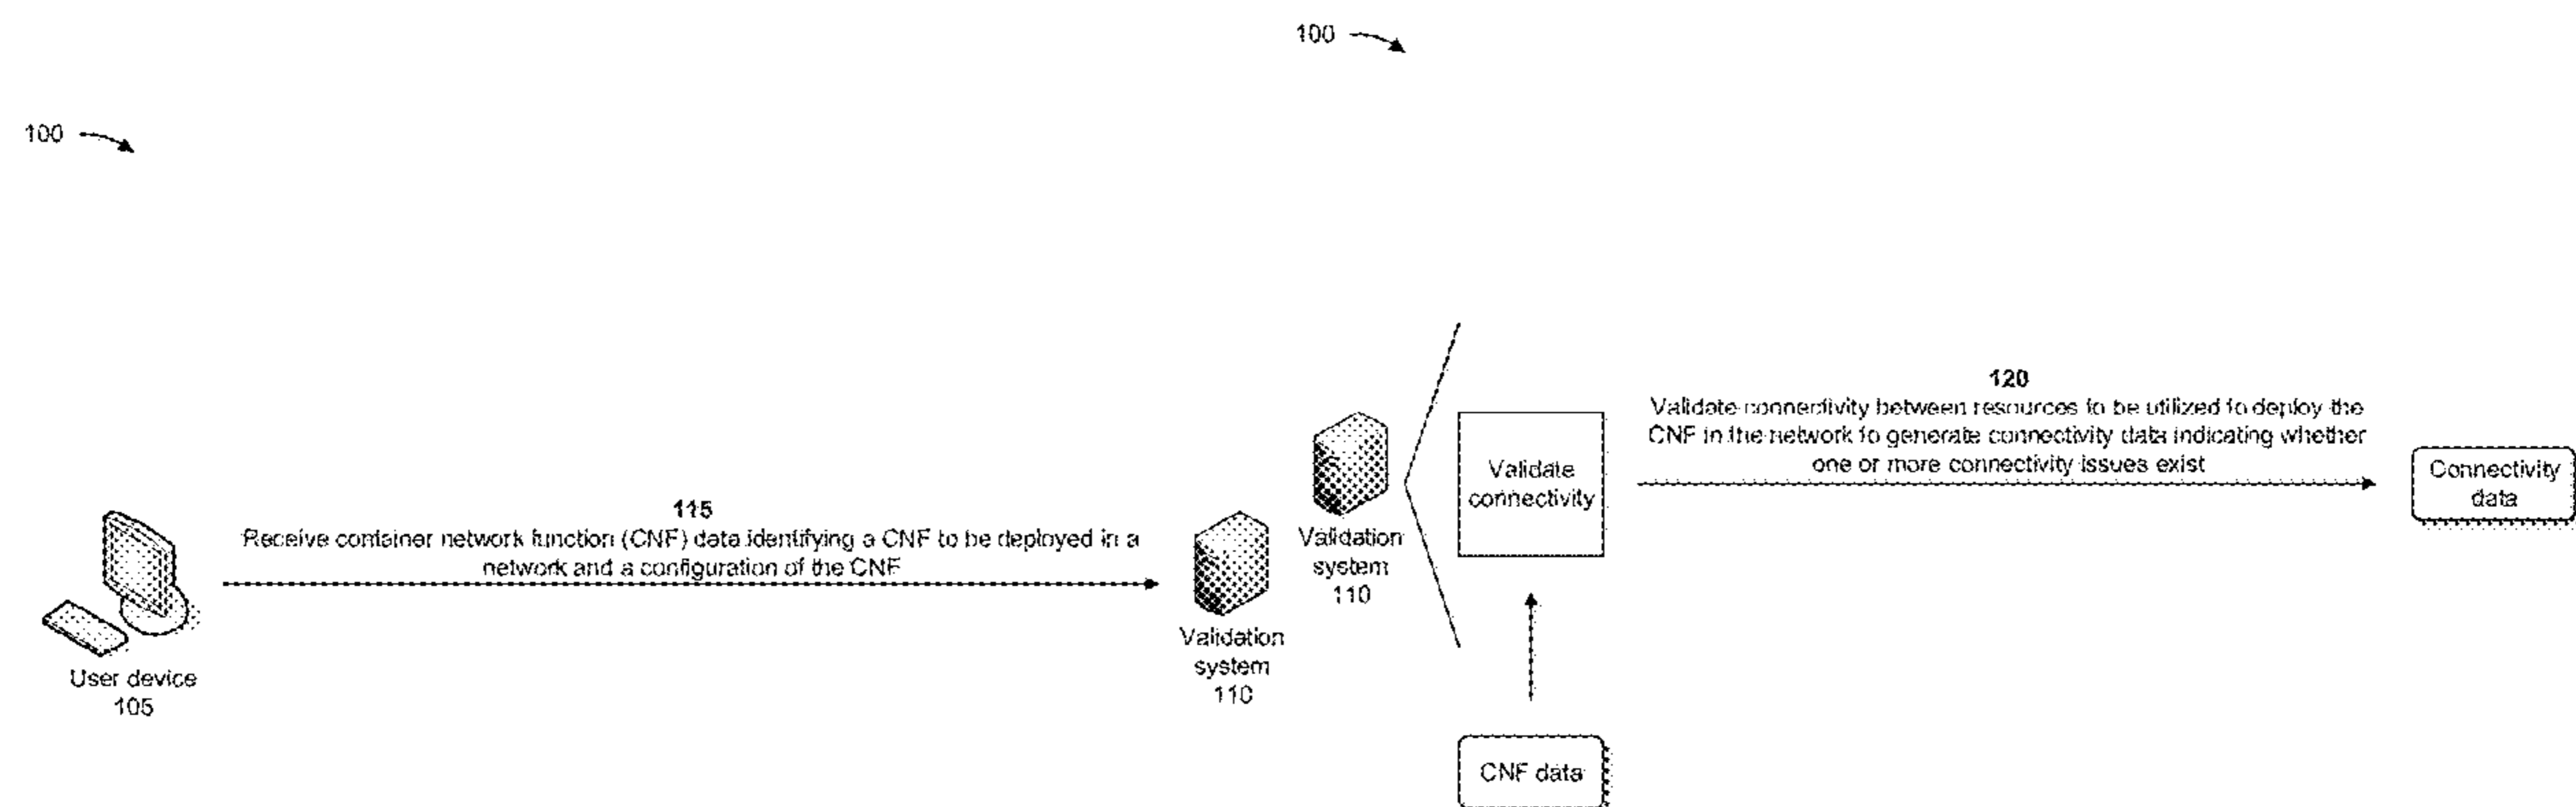 100
115
Receive container network function (CNF) data identifying a CNF to be deployed in a
network and a configuration of the CNF
User device
105
Validation
system
110
100
Validation
system
110
Validate
connectivity
CNF data
120
Validate connectivity between resources to be utilized to deploy the
CNF in the network to generate connectivity data indicating whether
one or more connectivity issues exist
Connectivity
data